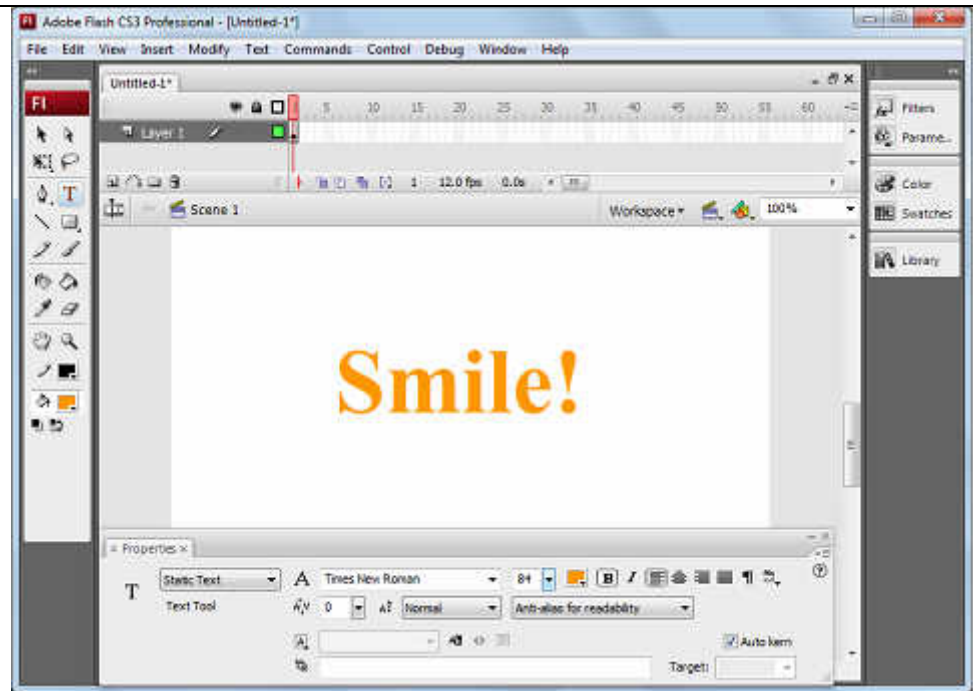 Adobe Flash CS3 Professional - [Untitled-1*]
File Edit View Insert Modify Text Commands Control Debug Window Help
Untitled-1*
5 10 15 20 25 30 35 40 45 50 55 60
Layer 1
1 12.0 fps 0.0s
Scene 1 Workspace 100%
Fl
T
Filters
Parame...
Color
Swatches
Library
Smile!
Properties x
T Static Text A Times New Roman 84 B I
Text Tool A V 0 Normal Anti-alias for readability
Auto kern
Target: